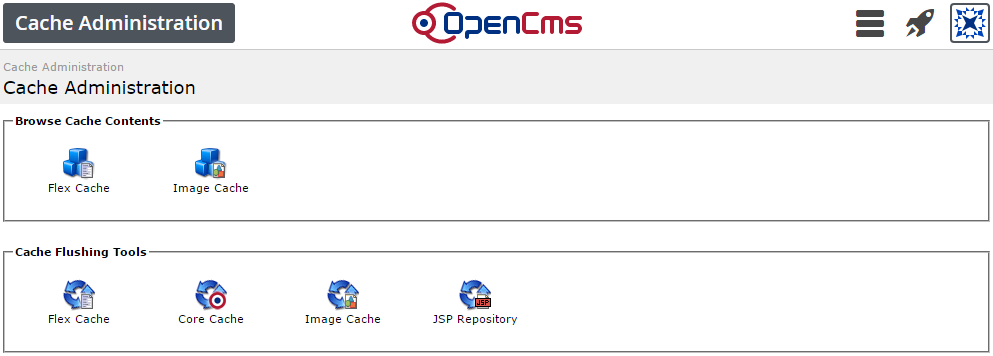 Cache Administration
OpenCms
Cache Administration
Cache Administration
Browse Cache Contents
Flex Cache Image Cache
Cache Flushing Tools
JSP
Flex Cache Core Cache Image Cache JSP Repository